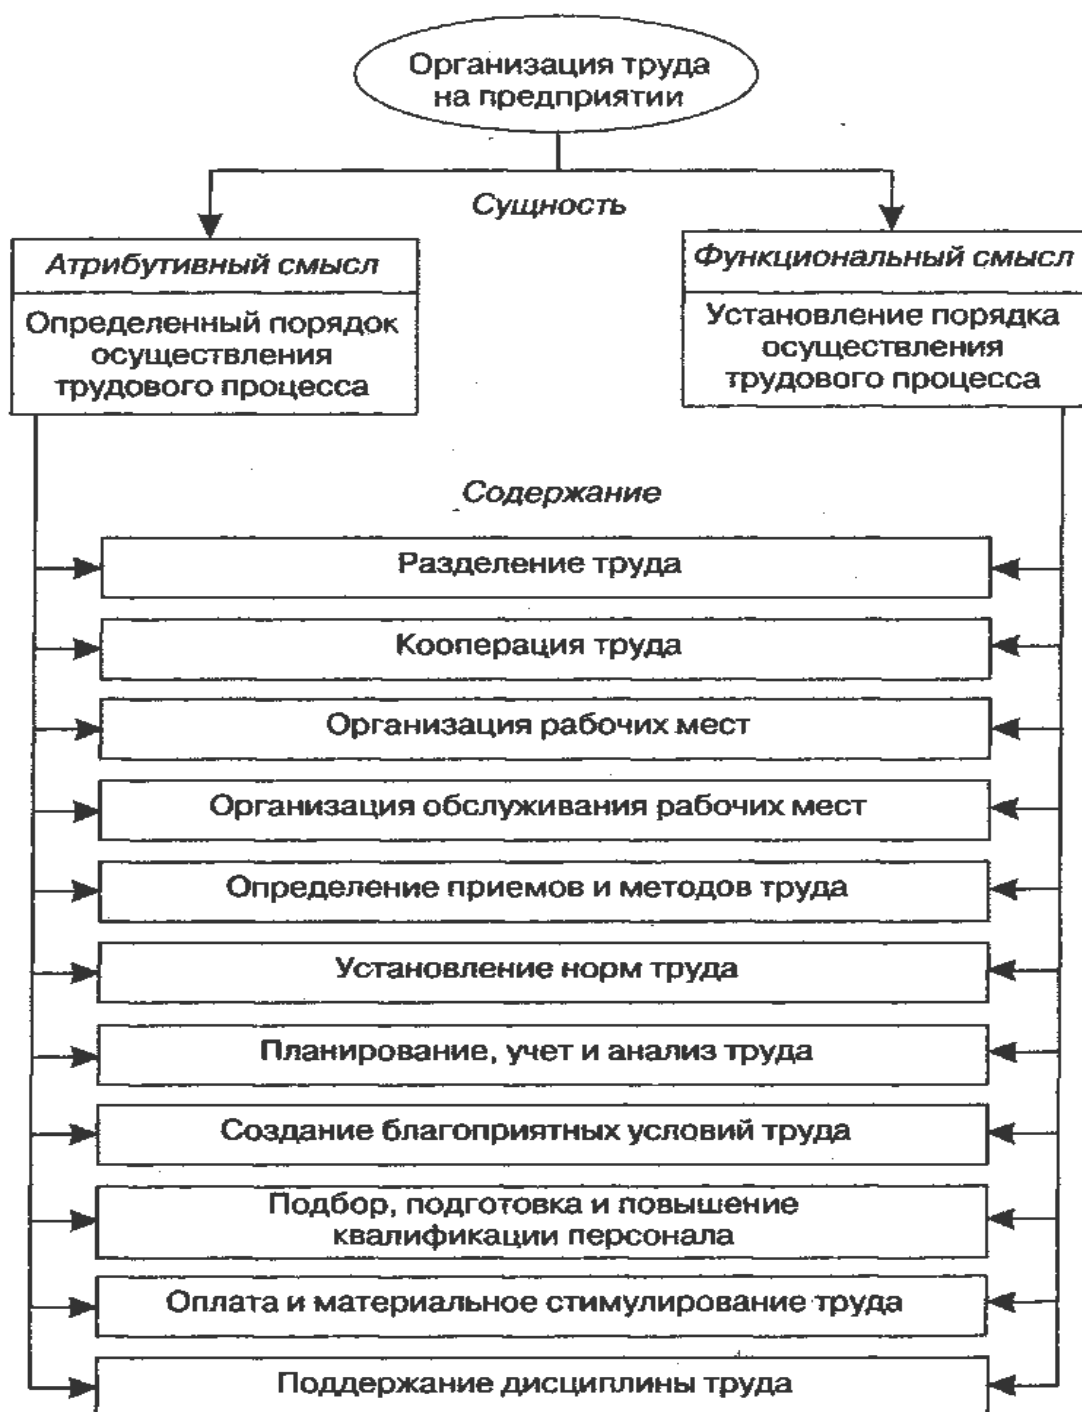 Организация труда
на предприятии
Сущность
Атрибутивный смысл
Определенный порядок
осуществления
трудового процесса
Функциональный смысл
Установление порядка
осуществления
трудового процесса
Содержание
Разделение труда
Кооперация труда
Организация рабочих мест
Организация обслуживания рабочих мест
Определение приемов и методов труда
Установление норм труда
Планирование, учет и анализ труда
Создание благоприятных условий труда
Подбор, подготовка и повышение
квалификации персонала
Оплата и материальное стимулирование труда
Поддержание дисциплины труда